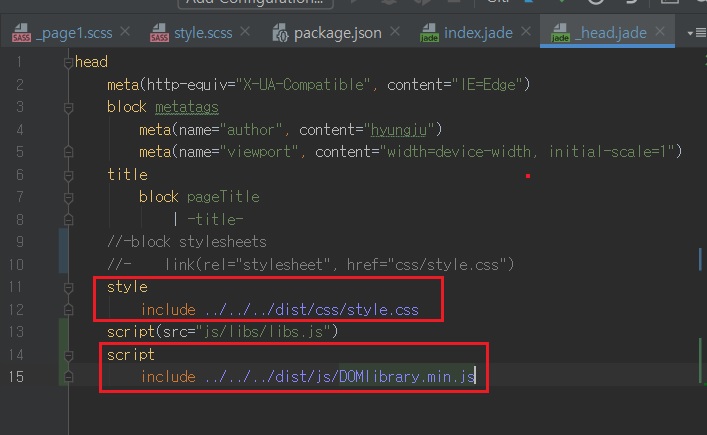 Add Configuration...
Git:
_page1.scss
style.scss
package.json
index.jade
_head.jade
1 head
2 meta(http-equiv="X-UA-Compatible", content="IE=Edge")
3 block metatags
4 meta(name="author", content="hyungju")
5 meta(name="viewport", content="width=device-width, initial-scale=1")
6 title
7 block pageTitle
8 | -title-
9 //-block stylesheets
10 //- link(rel="stylesheet", href="css/style.css")
11 style
12 include ../../../dist/css/style.css
13 script(src="js/libs/libs.js")
14 script
15 include ../../../dist/js/DOMlibrary.min.js